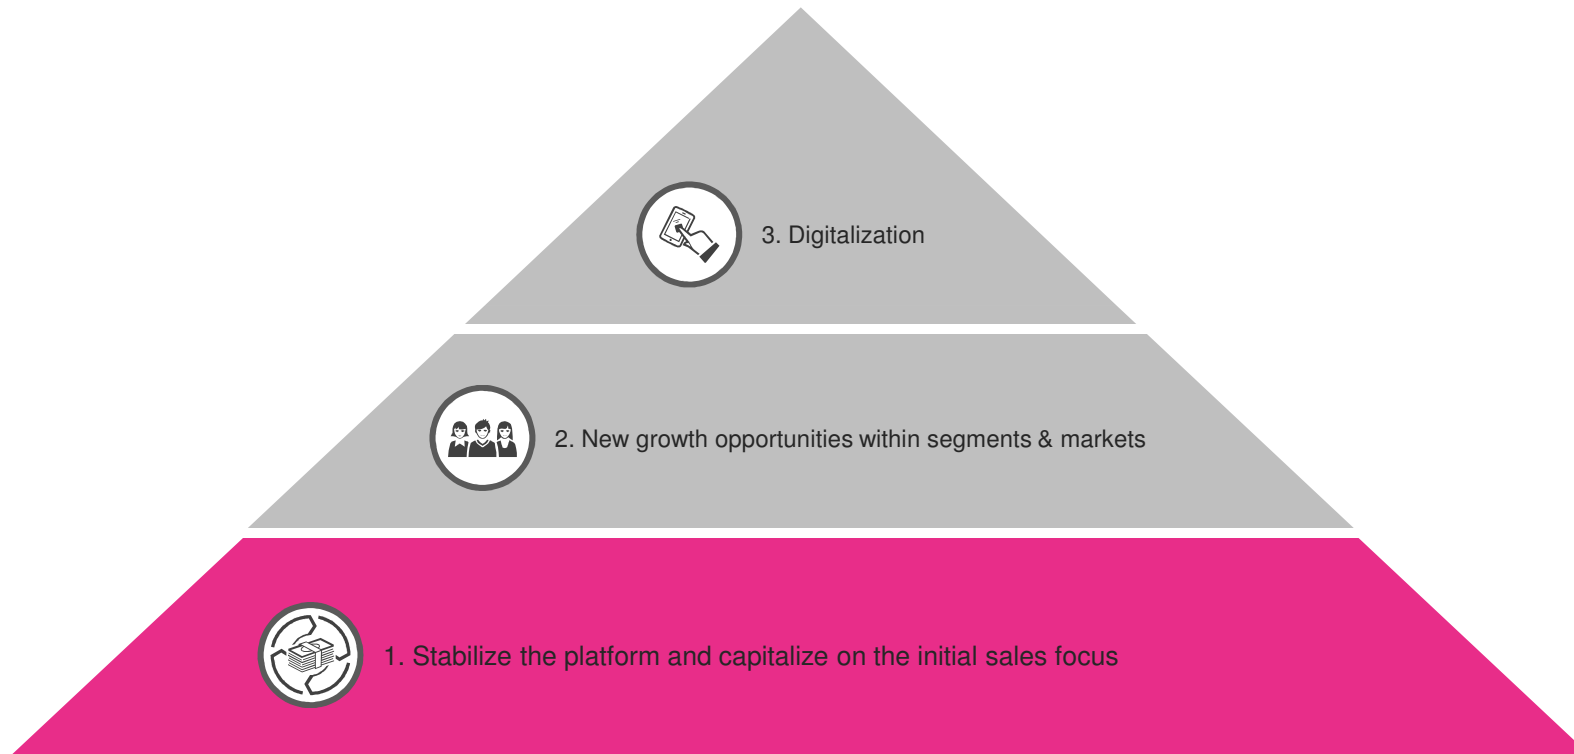 3. Digitalization
2. New growth opportunities within segments & markets
1. Stabilize the platform and capitalize on the initial sales focus